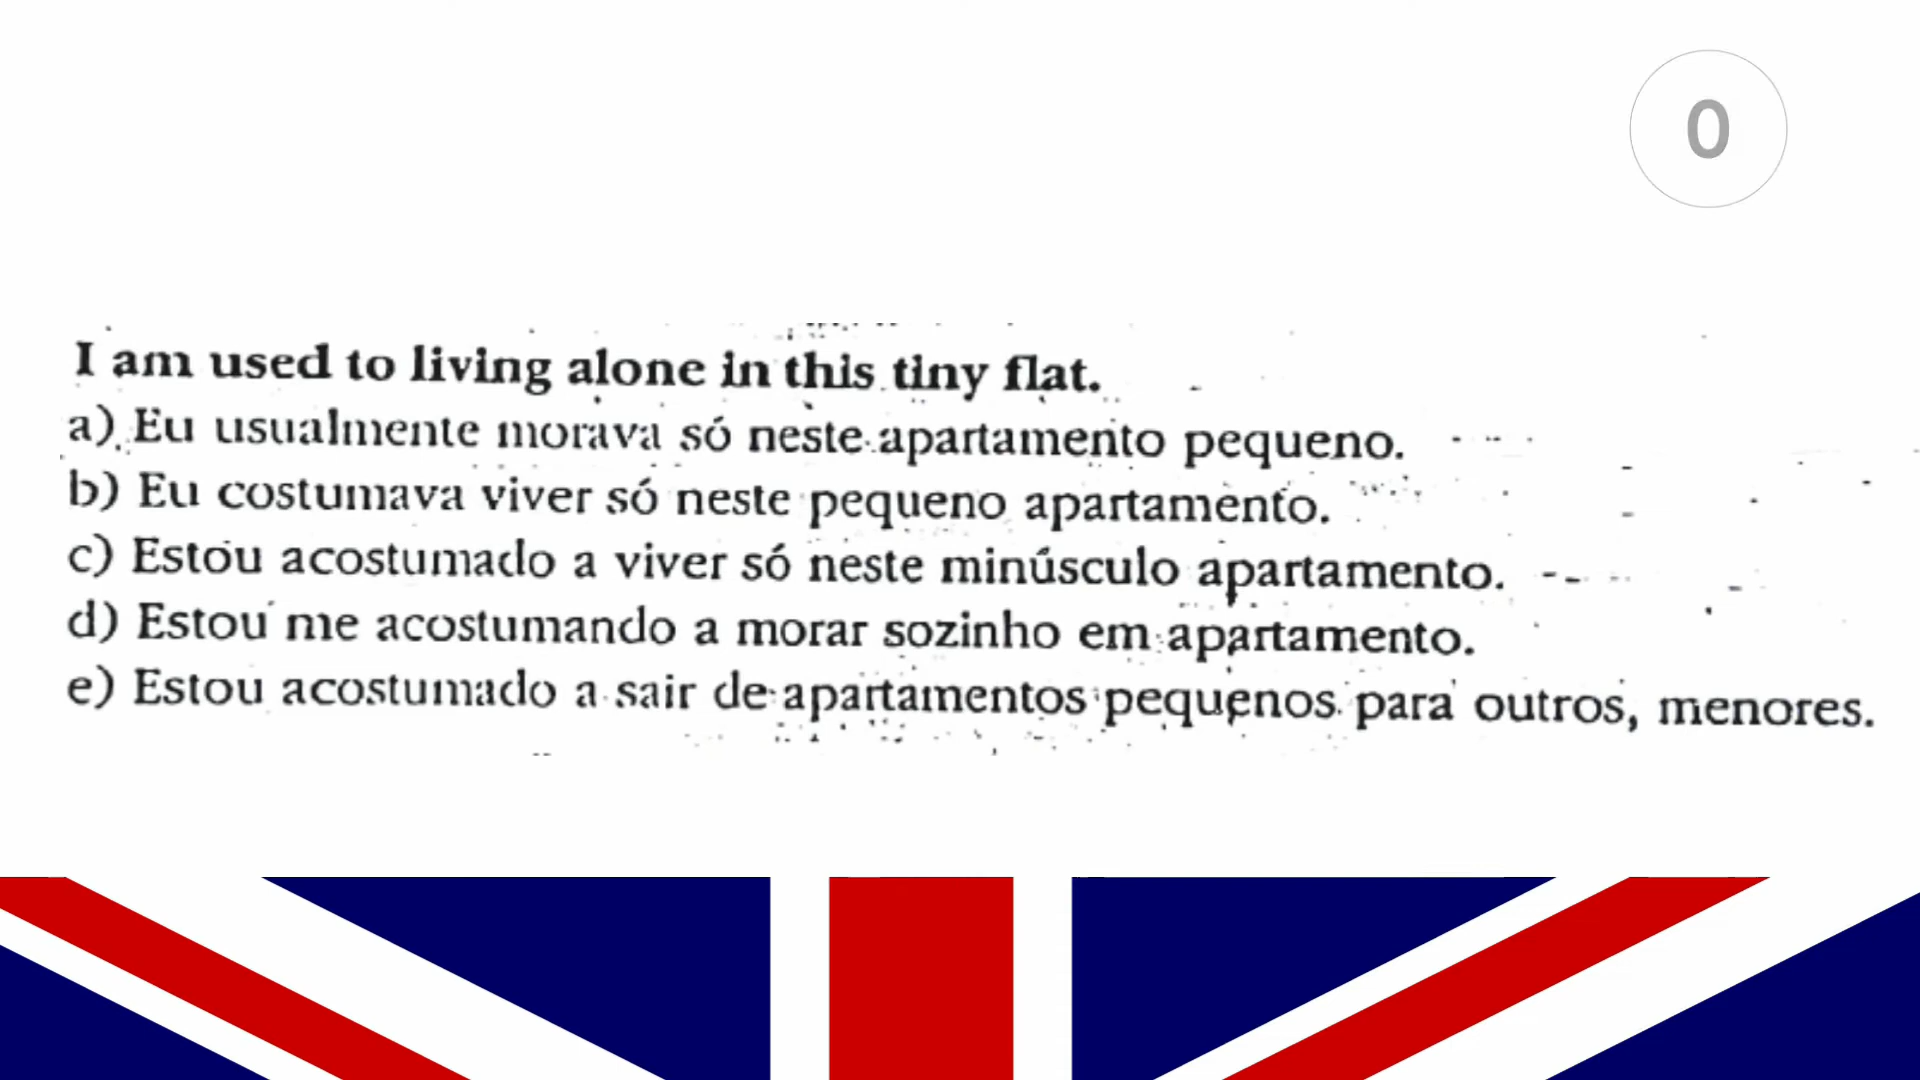 0
I am used to living alone in this tiny flat.
a) Eu usualmente morava só neste apartamento pequeno.
b) Eu costumava viver só neste pequeno apartamento.
c) Estou acostumado a viver só neste minúsculo apartamento.
d) Estou me acostumando a morar sozinho em apartamento.
e) Estou acostumado a sair de apartamentos pequenos para outros, menores.